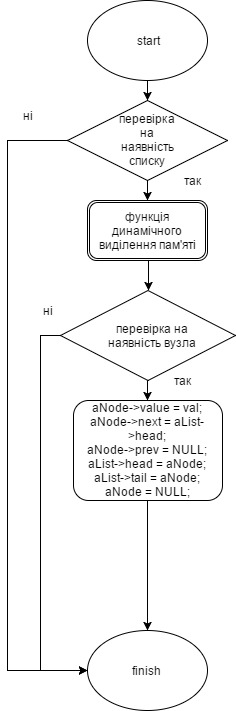 start
ні
перевірка
на
наявність
списку
так
функція
динамічного
виділення пам'яті
ні
перевірка на
наявність вузла
так
aNode->value = val;
aNode->next = aList-
>head;
aNode->prev = NULL;
aList->head = aNode;
aList->tail = aNode;
aNode = NULL;
finish